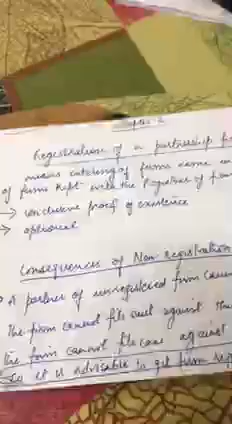 Chapter-2
Registration of a partnership
means entering of firms name in
of firms kept with the Registrar of
→ conclusive proof of existence
→ optional
Consequences of Non Registration
A partner of unregistered firm cannot
The firm cannot file suit against
The firm cannot file case against
So it is advisable to get firm